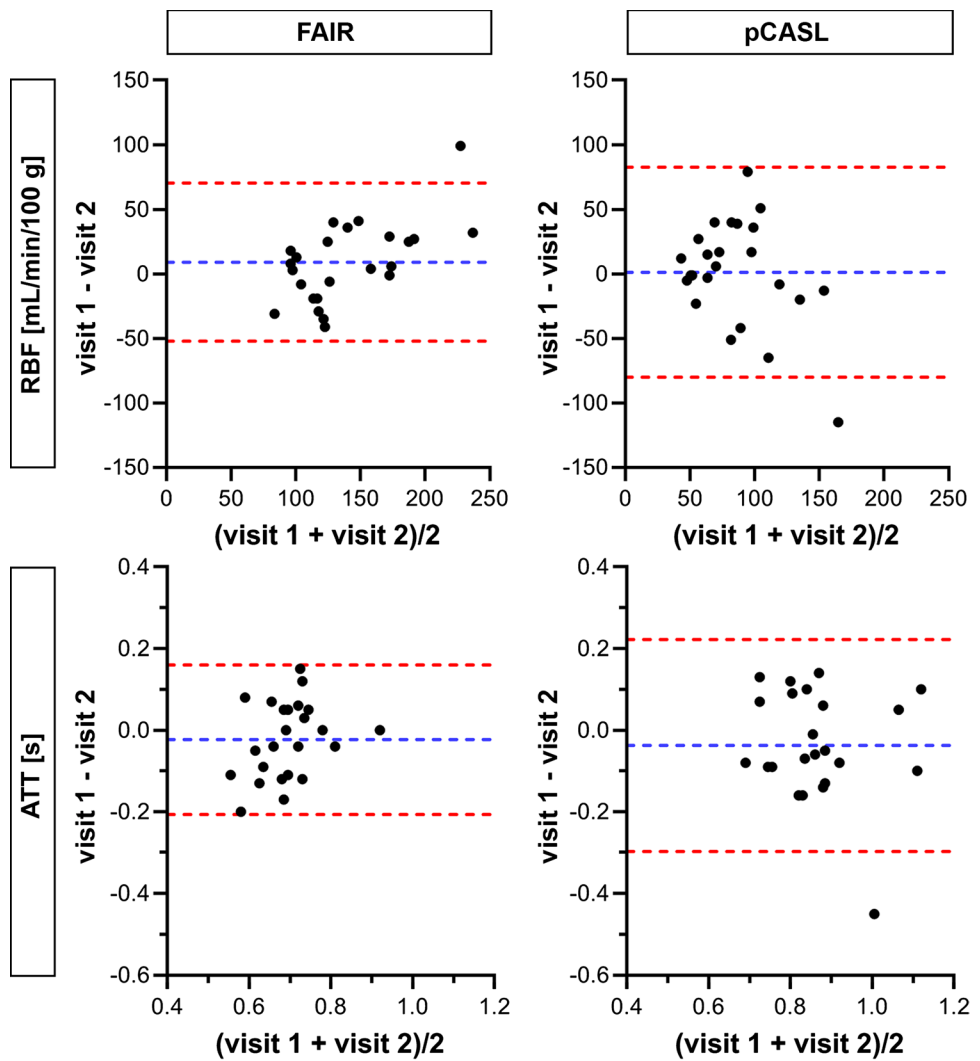 FAIR
pCASL
RBF [mL/min/100 g]
visit 1 - visit 2
150
100
50
0
-50
-100
-150
0 50 100 150 200 250
(visit 1 + visit 2)/2
visit 1 - visit 2
150
100
50
0
-50
-100
-150
0 50 100 150 200 250
(visit 1 + visit 2)/2
ATT [s]
visit 1 - visit 2
0.4
0.2
0.0
-0.2
-0.4
-0.6
0.4 0.6 0.8 1.0 1.2
(visit 1 + visit 2)/2
visit 1 - visit 2
0.4
0.2
0.0
-0.2
-0.4
-0.6
0.4 0.6 0.8 1.0 1.2
(visit 1 + visit 2)/2